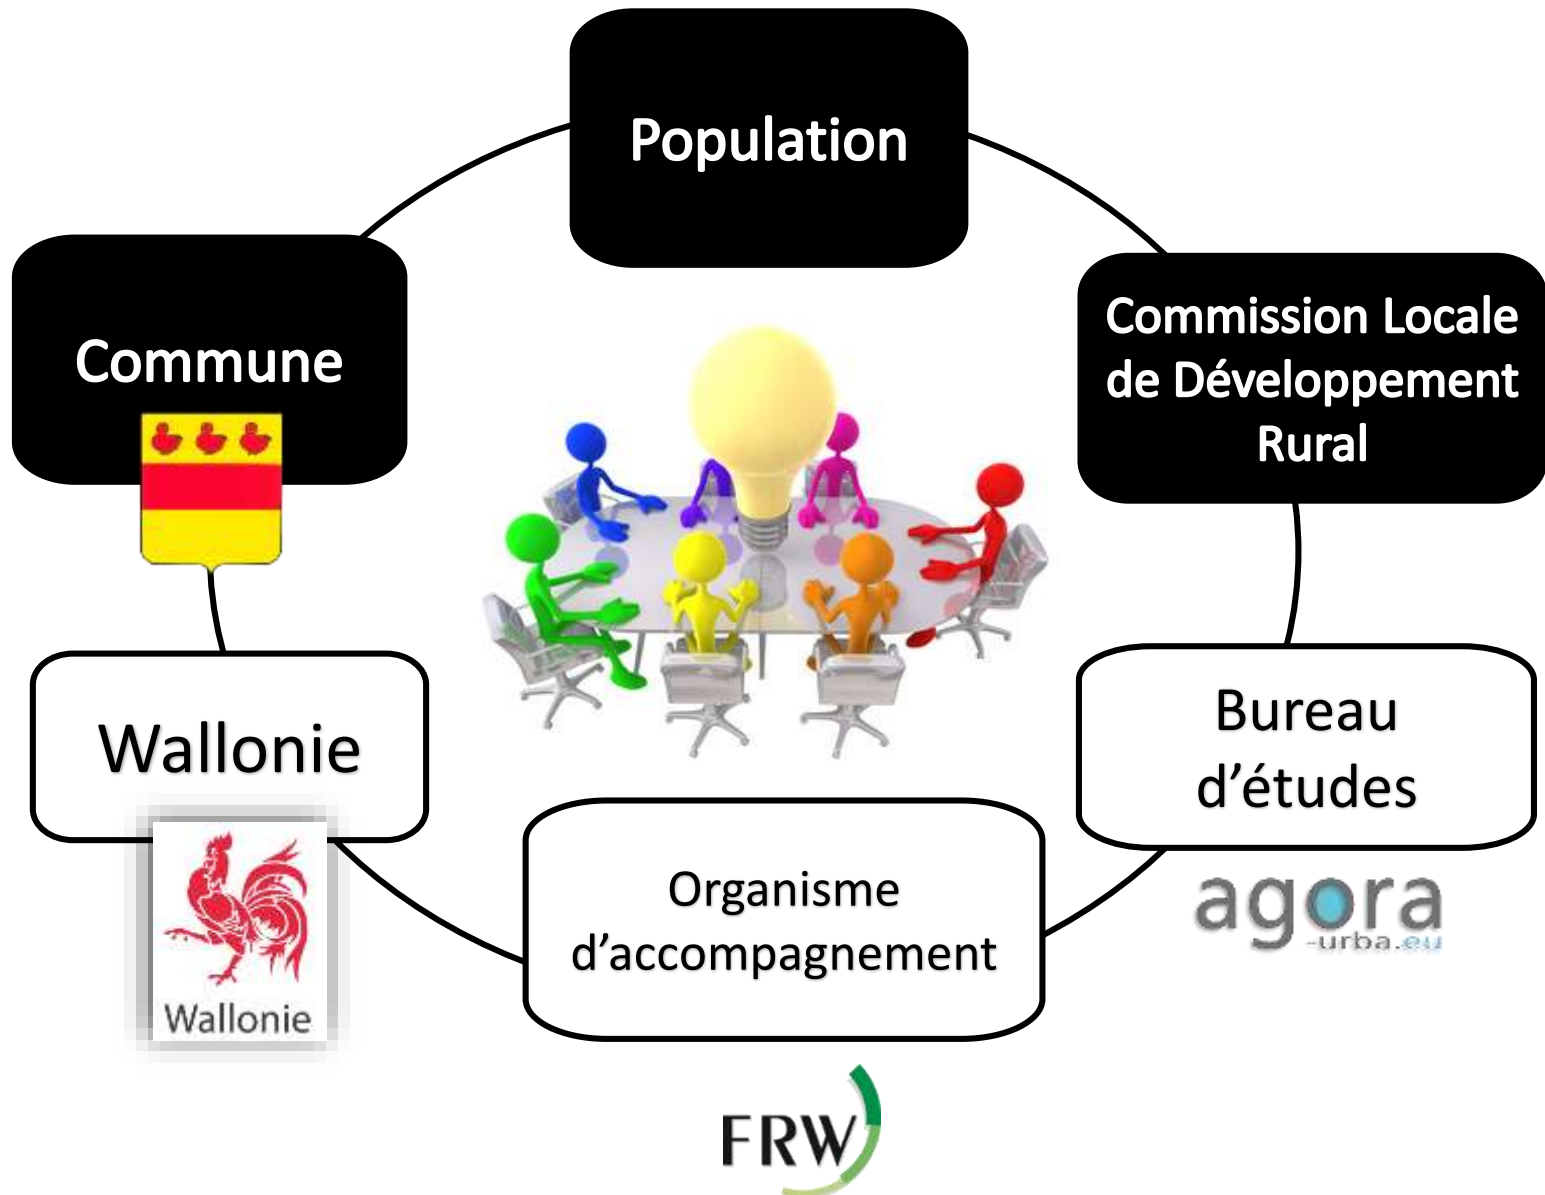 Population
Commune
Commission Locale
de Développement
Rural
Wallonie
Wallonie
Bureau
d’études
agora
-urba.eu
Organisme
d’accompagnement
FRW